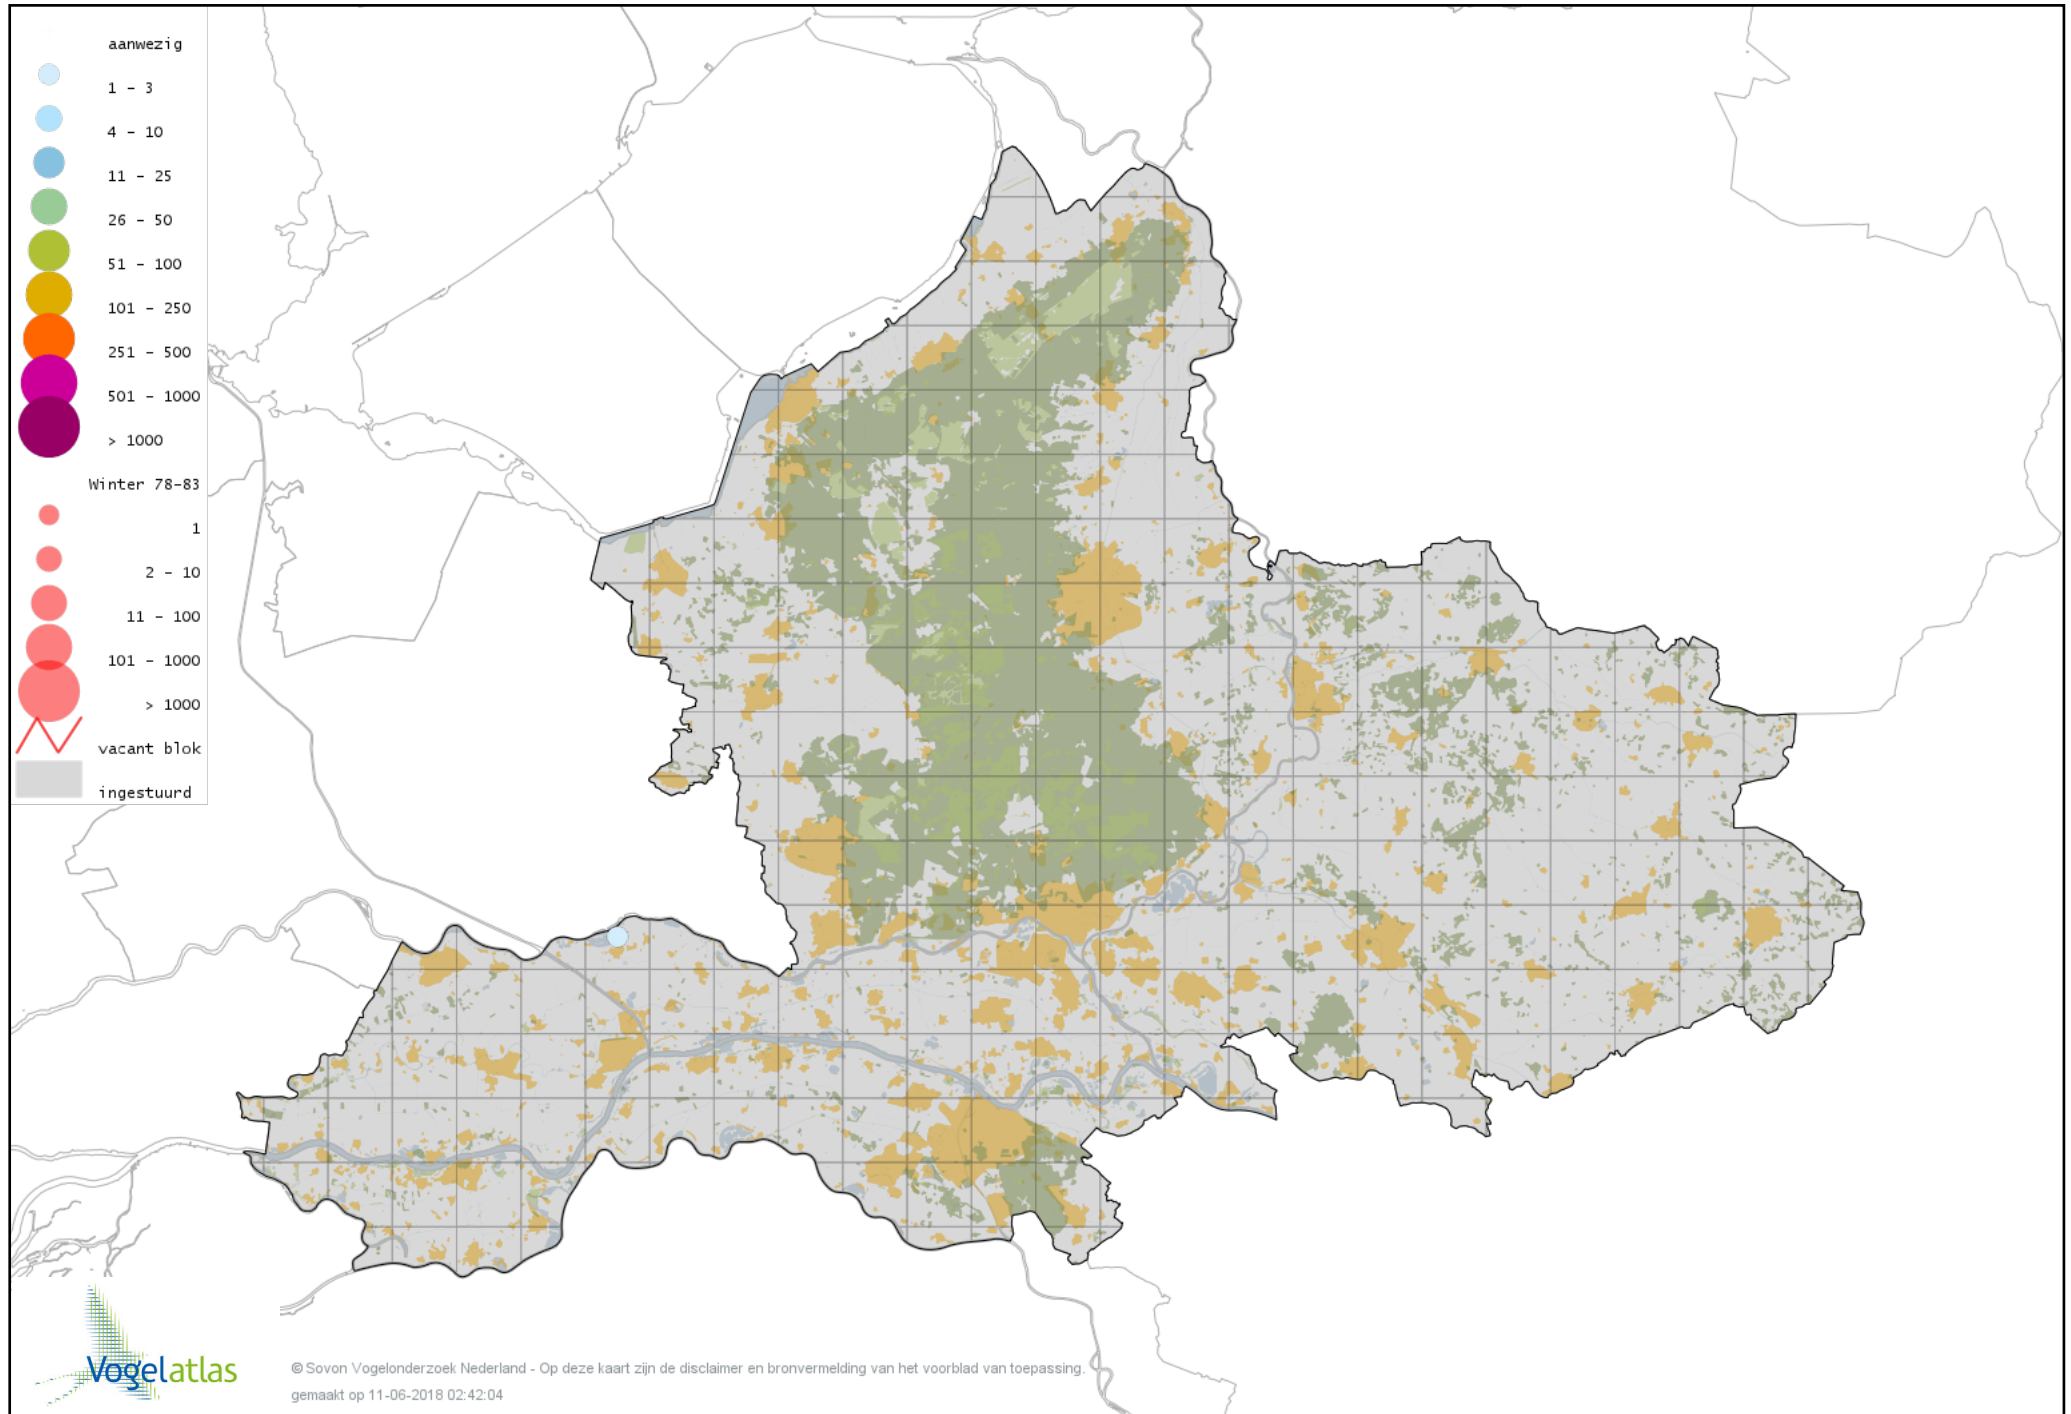 aanwezig
1 - 3
4 - 10
11 - 25
26 - 50
51 - 100
101 - 250
251 - 500
501 - 1000
> 1000
Winter 78-83
1
2 - 10
11 - 100
101 - 1000
> 1000
vacant blok
ingestuurd
Vogelatlas
© Sovon Vogelonderzoek Nederland - Op deze kaart zijn de disclaimer en bronvermelding van het voorblad van toepassing.
gemaakt op 11-06-2018 02:42:04